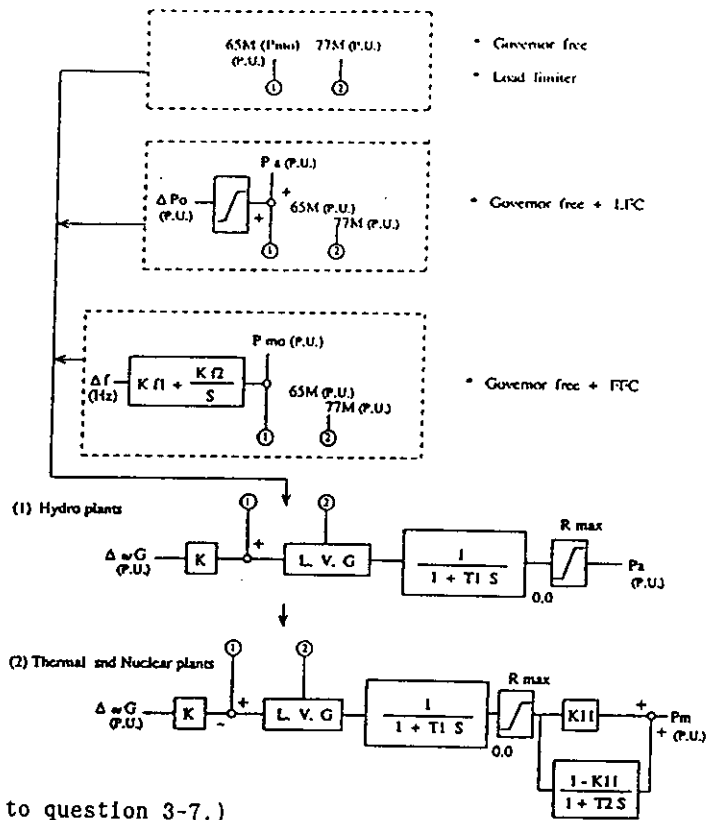 65M (Pmo) (P.U.)
77M (P.U.)
① ②
* Governor free
* Load limiter
P a (P.U.)
Δ Po (P.U.)
+
+
65M (P.U.)
77M (P.U.)
① ②
* Governor free + LFC
P mo (P.U.)
Δ f (Hz)
K f1 + K f2 / S
65M (P.U.)
77M (P.U.)
① ②
* Governor free + FFC
(1) Hydro plants
① ②
R max
Δ ωG (P.U.)
K
+
L. V. G
1 / 1 + T1 S
0.0
Pa (P.U.)
(2) Thermal snd Nuclear plants
① ②
R max
Δ ωG (P.U.)
K
-
+
L. V. G
1 / 1 + T1 S
0.0
K11
+
+
Pm (P.U.)
1 - K11 / 1 + T2 S
to question 3-7.)